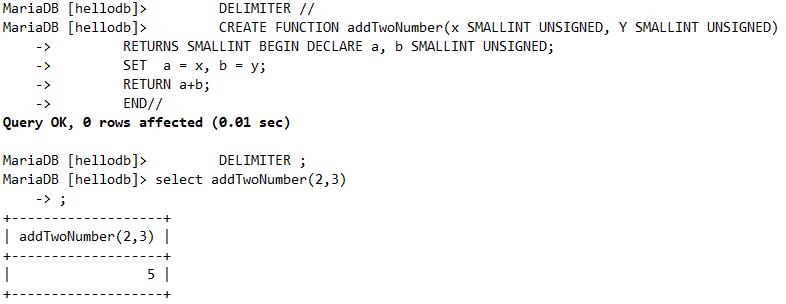 MariaDB [hellodb]>         DELIMITER //
MariaDB [hellodb]>         CREATE FUNCTION addTwoNumber(x SMALLINT UNSIGNED, Y SMALLINT UNSIGNED)
    ->         RETURNS SMALLINT BEGIN DECLARE a, b SMALLINT UNSIGNED;
    ->         SET  a = x, b = y;
    ->         RETURN a+b;
    ->         END//
Query OK, 0 rows affected (0.01 sec)
MariaDB [hellodb]>         DELIMITER ;
MariaDB [hellodb]> select addTwoNumber(2,3)
    -> ;
+-------------------+
| addTwoNumber(2,3) |
+-------------------+
|                 5 |
+-------------------+